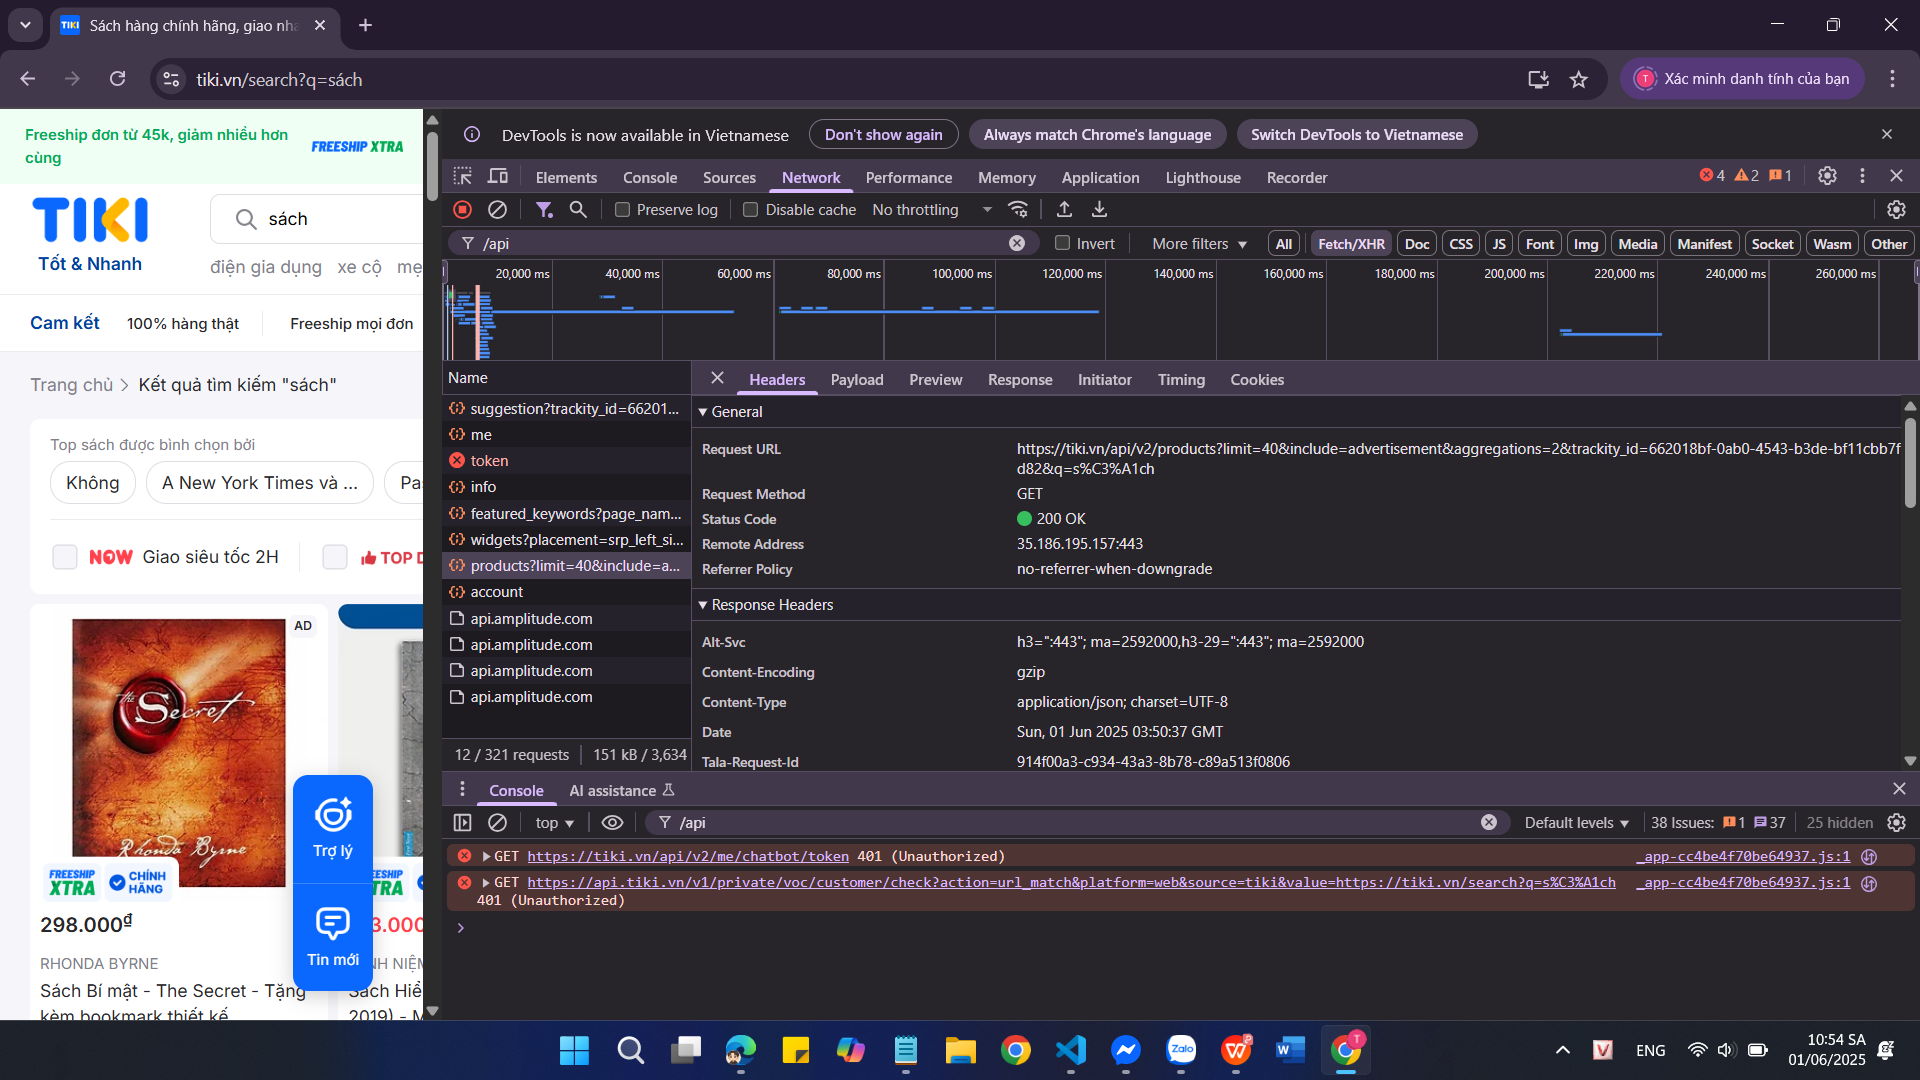 TIKI Sách hàng chính hãng, giao nha
tiki.vn/search?q=sách
T Xác minh danh tính của bạn
Freeship đơn từ 45k, giảm nhiều hơn
cùng
FREESHIP XTRA
TIKI
Tốt & Nhanh
sách
điện gia dụng xe cộ mẹ
Cam kết 100% hàng thật Freeship mọi đơn
Trang chủ Kết quả tìm kiếm "sách"
Top sách được bình chọn bởi
Không A New York Times và ...
NOW Giao siêu tốc 2H TOP D
AD
The Secret
Rhonda Byrne
FREESHIP XTRA CHÍNH HÃNG
298.000₫
3.000
RHONDA BYRNE
NH NIỆM
Sách Bí mật - The Secret - Tặng
kèm bookmark thiết kế
Sách Hiể
2019) - M
Trợ lý
Tin mới
DevTools is now available in Vietnamese Don't show again Always match Chrome's language Switch DevTools to Vietnamese
Elements Console Sources Network Performance Memory Application Lighthouse Recorder 4 2 1
Preserve log Disable cache No throttling
/api Invert More filters All Fetch/XHR Doc CSS JS Font Img Media Manifest Socket Wasm Other
20,000 ms 40,000 ms 60,000 ms 80,000 ms 100,000 ms 120,000 ms 140,000 ms 160,000 ms 180,000 ms 200,000 ms 220,000 ms 240,000 ms 260,000 ms
Name
suggestion?trackity_id=66201...
me
token
info
featured_keywords?page_nam...
widgets?placement=srp_left_si...
products?limit=40&include=a...
account
api.amplitude.com
api.amplitude.com
api.amplitude.com
api.amplitude.com
12 / 321 requests 151 kB / 3,634
Headers Payload Preview Response Initiator Timing Cookies
General
Request URL https://tiki.vn/api/v2/products?limit=40&include=advertisement&aggregations=2&trackity_id=662018bf-0ab0-4543-b3de-bf11cbb7f
d82&q=s%C3%A1ch
Request Method GET
Status Code 200 OK
Remote Address 35.186.195.157:443
Referrer Policy no-referrer-when-downgrade
Response Headers
Alt-Svc h3=":443"; ma=2592000,h3-29=":443"; ma=2592000
Content-Encoding gzip
Content-Type application/json; charset=UTF-8
Date Sun, 01 Jun 2025 03:50:37 GMT
Tala-Request-Id 914f00a3-c934-43a3-8b78-c89a513f0806
Console AI assistance
top /api Default levels 38 Issues: 1 37 25 hidden
GET https://tiki.vn/api/v2/me/chatbot/token 401 (Unauthorized) _app-cc4be4f70be64937.js:1
GET https://api.tiki.vn/v1/private/voc/customer/check?action=url_match&platform=web&source=tiki&value=https://tiki.vn/search?q=s%C3%A1ch _app-cc4be4f70be64937.js:1
401 (Unauthorized)
Zalo
ENG
10:54 SA
01/06/2025